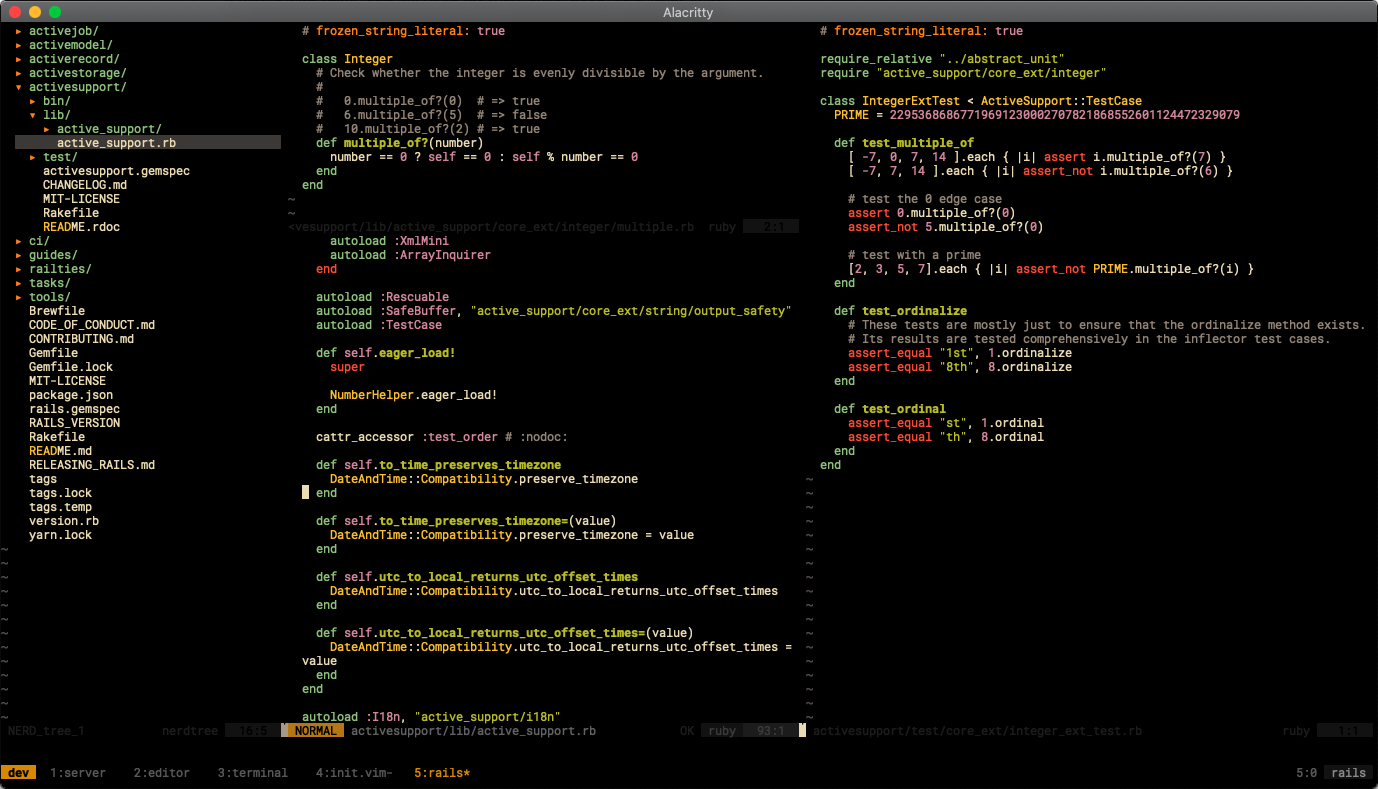 Alacritty
▸ activejob/
▸ activemodel/
▸ activerecord/
▸ activestorage/
▾ activesupport/
▸ bin/
▾ lib/
▸ active_support/
active_support.rb
▸ test/
activesupport.gemspec
CHANGELOG.md
MIT-LICENSE
Rakefile
README.rdoc
▸ ci/
▸ guides/
▸ railties/
▸ tasks/
▸ tools/
Brewfile
CODE_OF_CONDUCT.md
CONTRIBUTING.md
Gemfile
Gemfile.lock
MIT-LICENSE
package.json
rails.gemspec
RAILS_VERSION
Rakefile
README.md
RELEASING_RAILS.md
tags
tags.lock
tags.temp
version.rb
yarn.lock
NERD_tree_1 nerdtree 16:5
# frozen_string_literal: true
class Integer
# Check whether the integer is evenly divisible by the argument.
#
# 0.multiple_of?(0) # => true
# 6.multiple_of?(5) # => false
# 10.multiple_of?(2) # => true
def multiple_of?(number)
number == 0 ? self == 0 : self % number == 0
end
end
~
~
<vesupport/lib/active_support/core_ext/integer/multiple.rb ruby 2:1
autoload :XmlMini
autoload :ArrayInquirer
end
autoload :Rescuable
autoload :SafeBuffer, "active_support/core_ext/string/output_safety"
autoload :TestCase
def self.eager_load!
super
NumberHelper.eager_load!
end
cattr_accessor :test_order # :nodoc:
def self.to_time_preserves_timezone
DateAndTime::Compatibility.preserve_timezone
end
def self.to_time_preserves_timezone=(value)
DateAndTime::Compatibility.preserve_timezone = value
end
def self.utc_to_local_returns_utc_offset_times
DateAndTime::Compatibility.utc_to_local_returns_utc_offset_times
end
def self.utc_to_local_returns_utc_offset_times=(value)
DateAndTime::Compatibility.utc_to_local_returns_utc_offset_times =
value
end
end
autoload :I18n, "active_support/i18n"
NORMAL activesupport/lib/active_support.rb OK ruby 93:1
# frozen_string_literal: true
require_relative "../abstract_unit"
require "active_support/core_ext/integer"
class IntegerExtTest < ActiveSupport::TestCase
PRIME = 22953686867719691230002707821868552601124472329079
def test_multiple_of
[ -7, 0, 7, 14 ].each { |i| assert i.multiple_of?(7) }
[ -7, 7, 14 ].each { |i| assert_not i.multiple_of?(6) }
# test the 0 edge case
assert 0.multiple_of?(0)
assert_not 5.multiple_of?(0)
# test with a prime
[2, 3, 5, 7].each { |i| assert_not PRIME.multiple_of?(i) }
end
def test_ordinalize
# These tests are mostly just to ensure that the ordinalize method exists.
# Its results are tested comprehensively in the inflector test cases.
assert_equal "1st", 1.ordinalize
assert_equal "8th", 8.ordinalize
end
def test_ordinal
assert_equal "st", 1.ordinal
assert_equal "th", 8.ordinal
end
end
activesupport/test/core_ext/integer_ext_test.rb ruby 1:1
dev 1:server 2:editor 3:terminal 4:init.vim- 5:rails* 5:0 rails